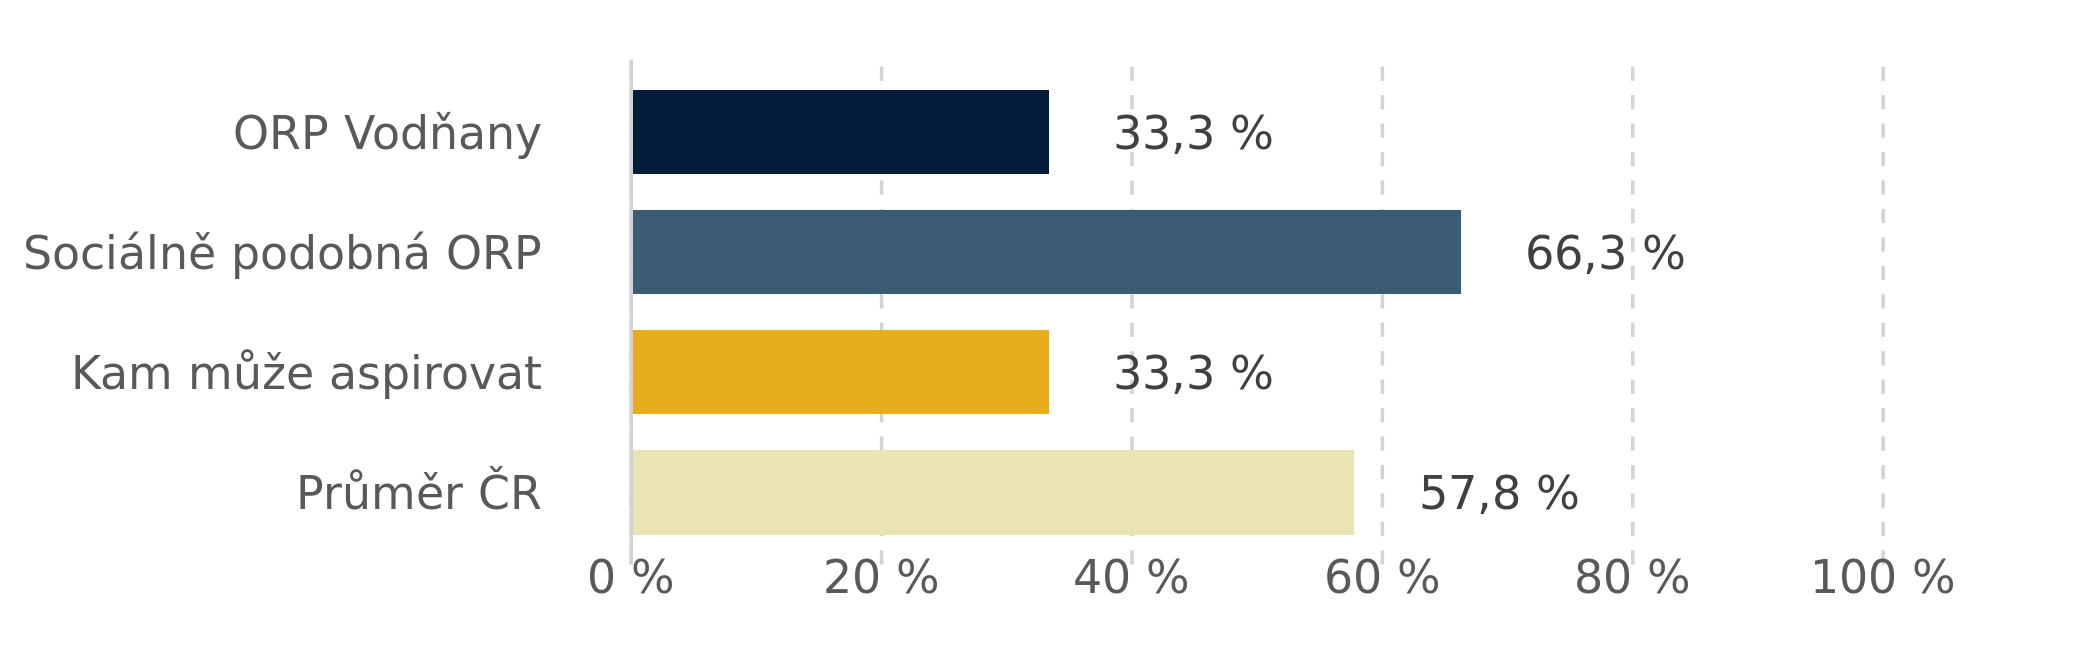 ORP Vodňany
33,3 %
Sociálně podobná ORP
66,3 %
Kam může aspirovat
33,3 %
Průměr ČR
57,8 %
0 % 20 % 40 % 60 % 80 % 100 %